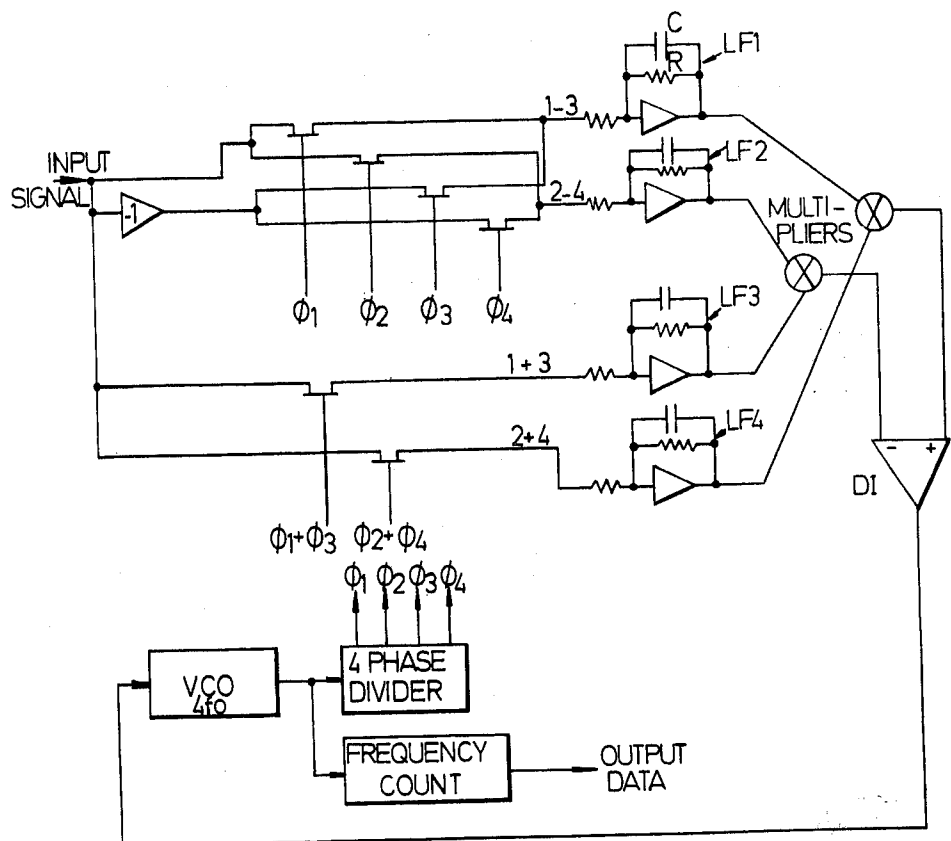 C
R
LF1
1-3
INPUT
SIGNAL
-1
2-4
LF2
MULTI-
PLIERS
ϕ1 ϕ2 ϕ3 ϕ4
LF3
1+3
LF4
2+4
- +
DI
ϕ1+ϕ3 ϕ2+ϕ4
ϕ1 ϕ2 ϕ3 ϕ4
VCO
4fo
4 PHASE
DIVIDER
FREQUENCY
COUNT
OUTPUT
DATA